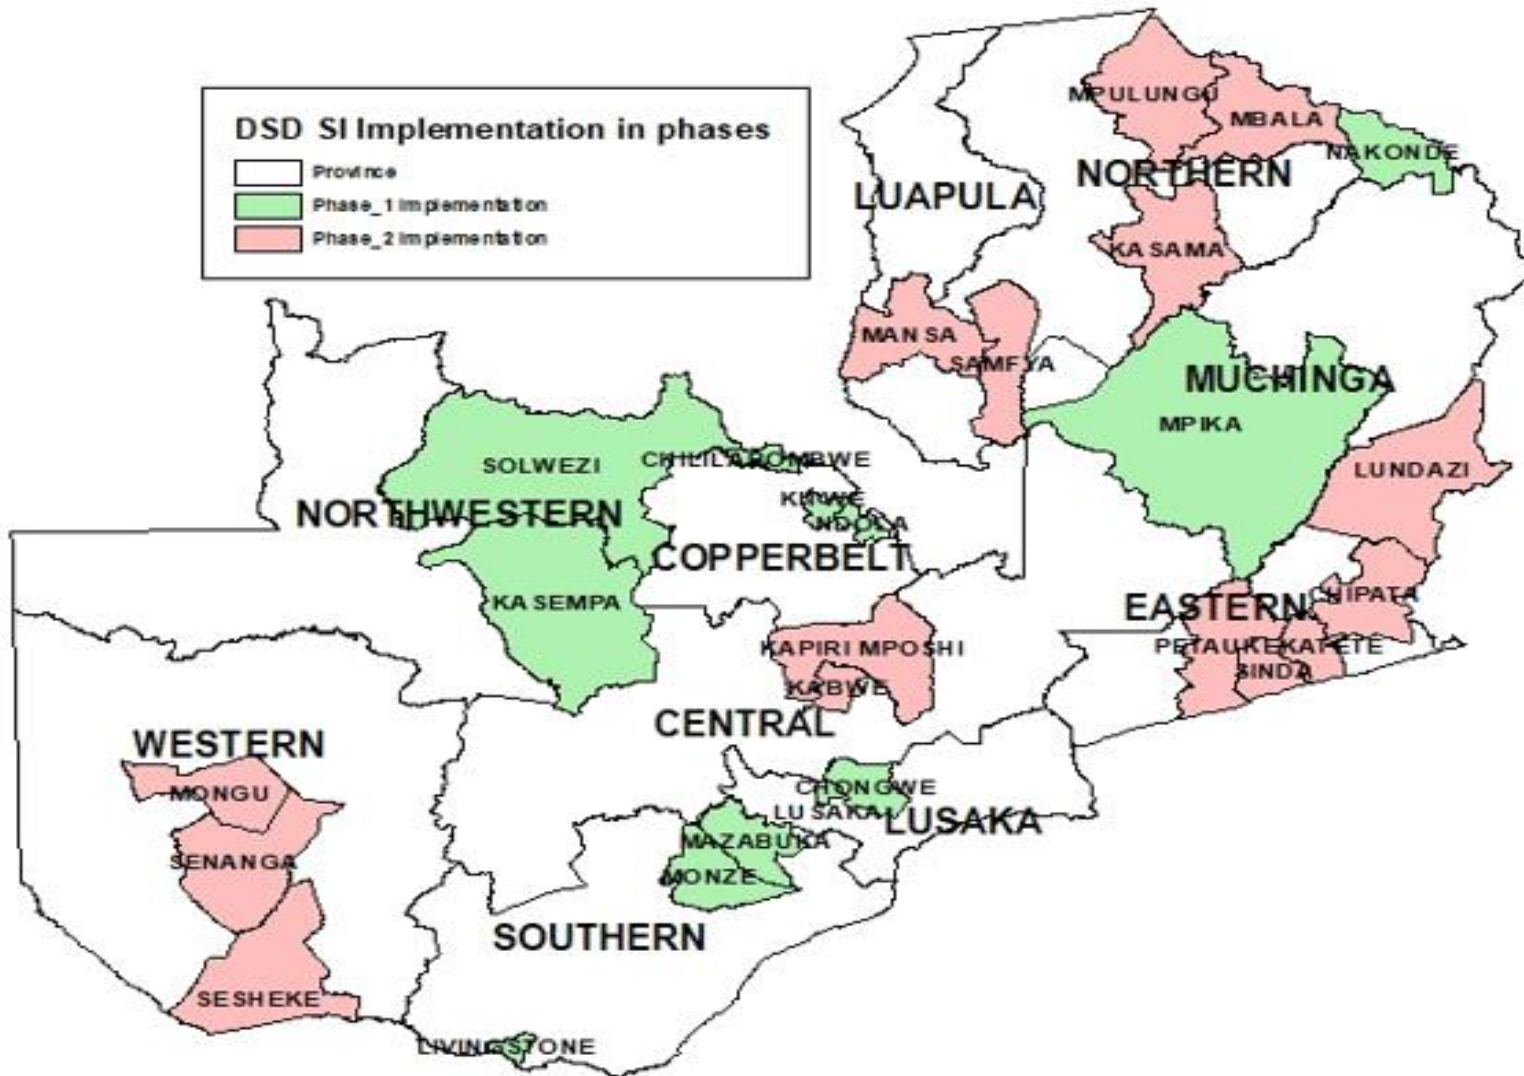 DSD SI Implementation in phases
Province
Phase_1 Implementation
Phase_2 Implementation
MPULUNGU
MBALA
NAKONDE
NORTHERN
LUAPULA
KASAMA
MANSA
SAMFYA
MUCHINGA
MPIKA
LUNDAZI
SOLWEZI
CHILILABOMBWE
NORTHWESTERN
KITWE
NDOLA
COPPERBELT
KASEMPA
EASTERN
CHIPATA
KAPIRI MPOSHI
PETAUKE
KATETE
SINDA
KABWE
CENTRAL
WESTERN
MONGU
CHONGWE
LUSAKA
LUSAKA
MAZABUKA
SENANGA
MONZE
SOUTHERN
SESHEKE
LIVINGSTONE